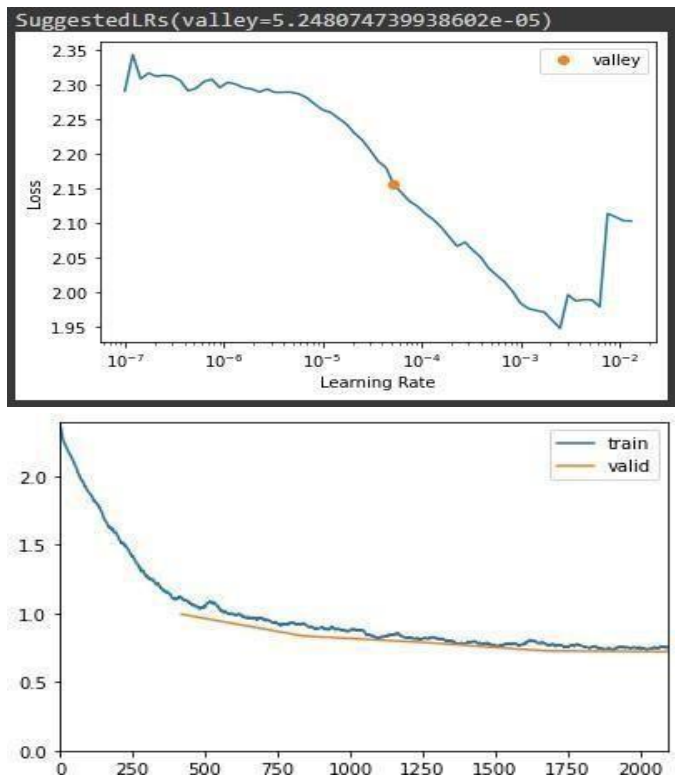 SuggestedLRs(valley=5.248074739938602e-05)
2.35
valley
2.30
2.25
2.20
Loss
2.15
2.10
2.05
2.00
1.95
10⁻⁷ 10⁻⁶ 10⁻⁵ 10⁻⁴ 10⁻³ 10⁻²
Learning Rate
train
valid
2.0
1.5
1.0
0.5
0.0
0 250 500 750 1000 1250 1500 1750 2000